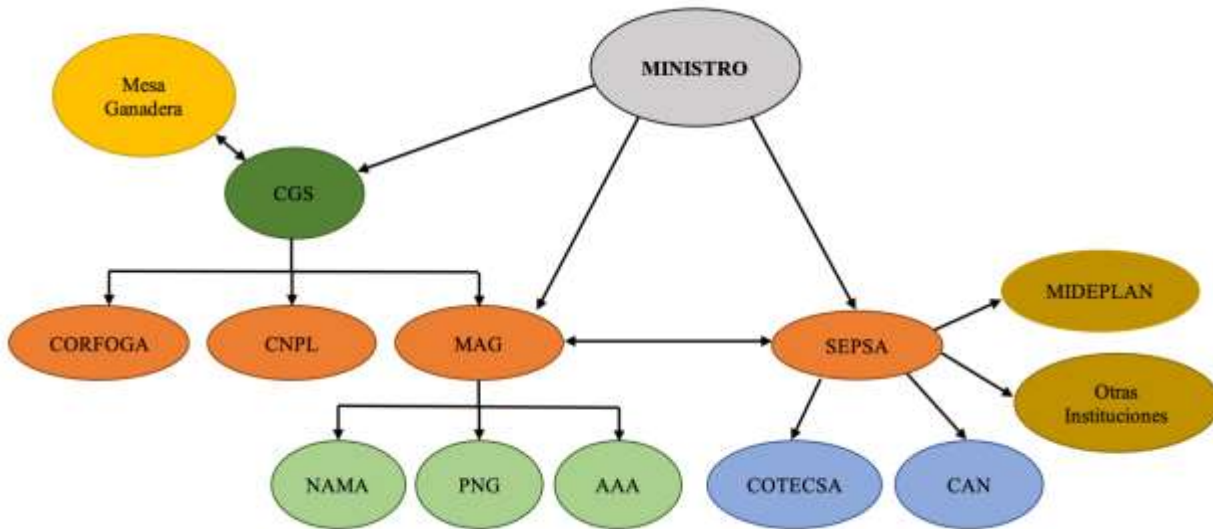 MINISTRO
Mesa
Ganadera
CGS
MIDEPLAN
CORFOGA
CNPL
MAG
SEPSA
Otras
Instituciones
NAMA
PNG
AAA
COTECSA
CAN